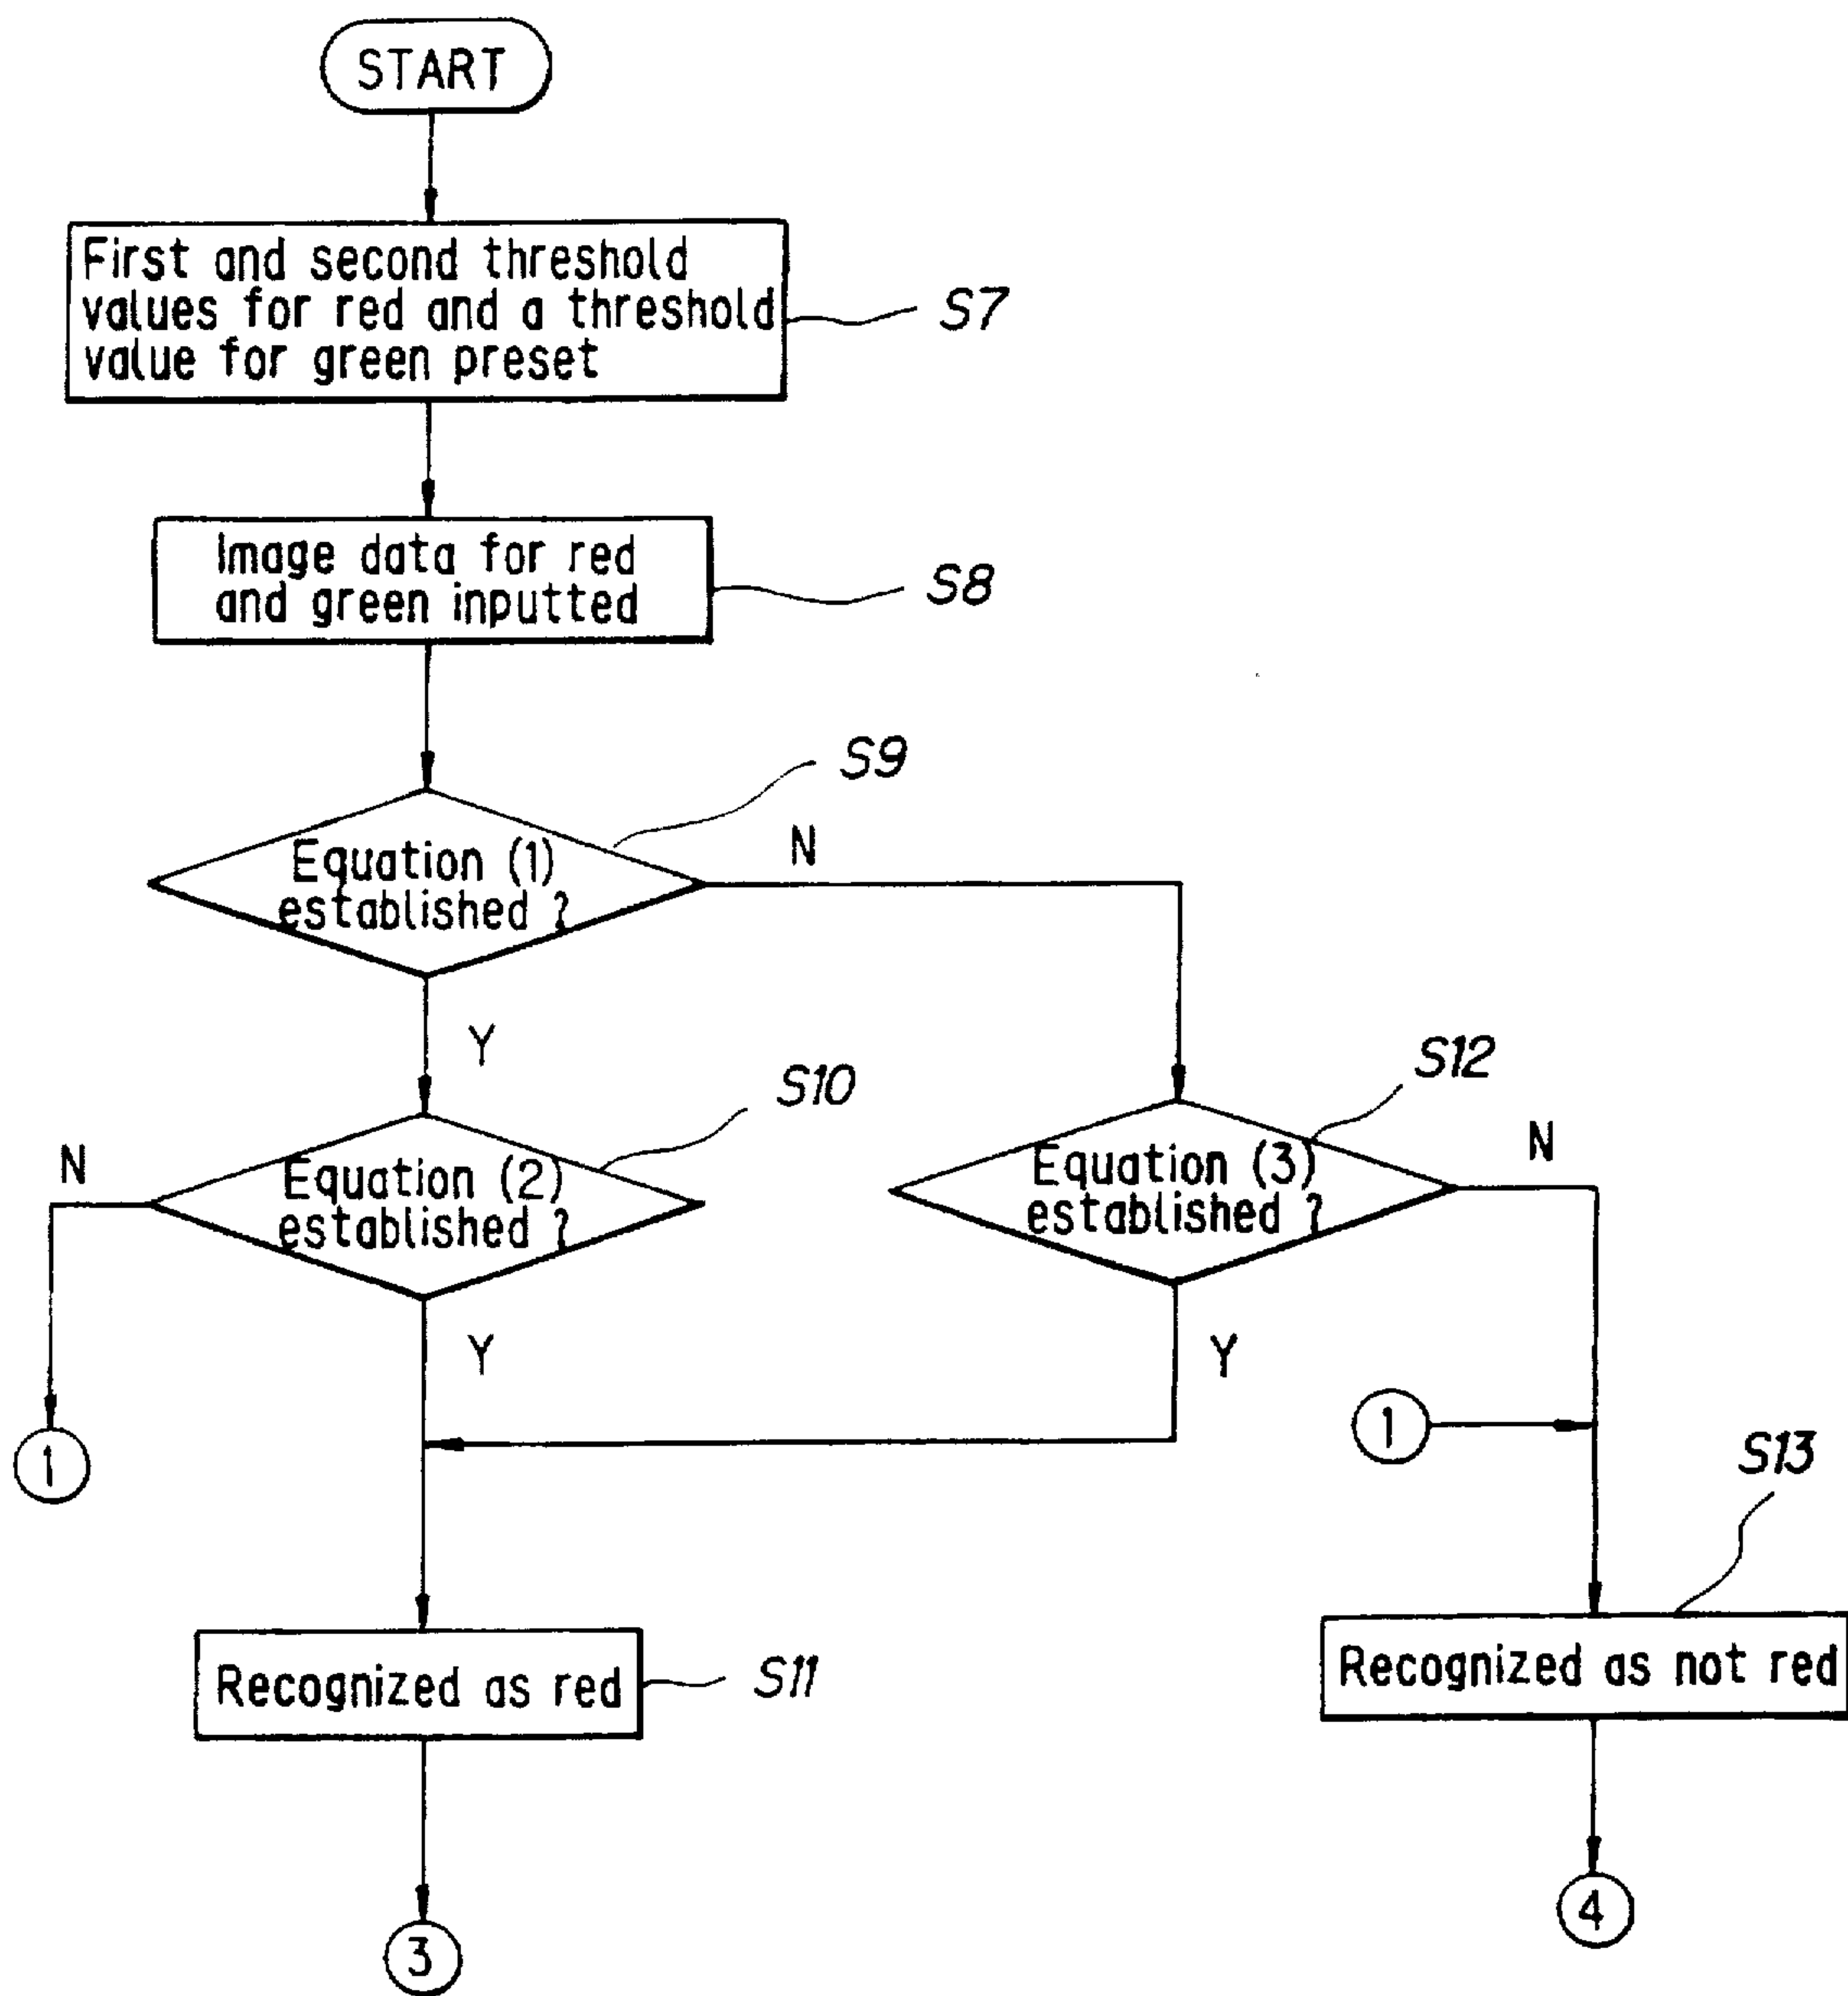 START
First and second threshold
values for red and a threshold
value for green preset
S7
Image data for red
and green inputted
S8
S9
Equation (1)
established ?
N
Y
S10
S12
N
Equation (2)
established ?
Equation (3)
established ?
N
Y
Y
1
1
S13
Recognized as red
S11
Recognized as not red
3
4